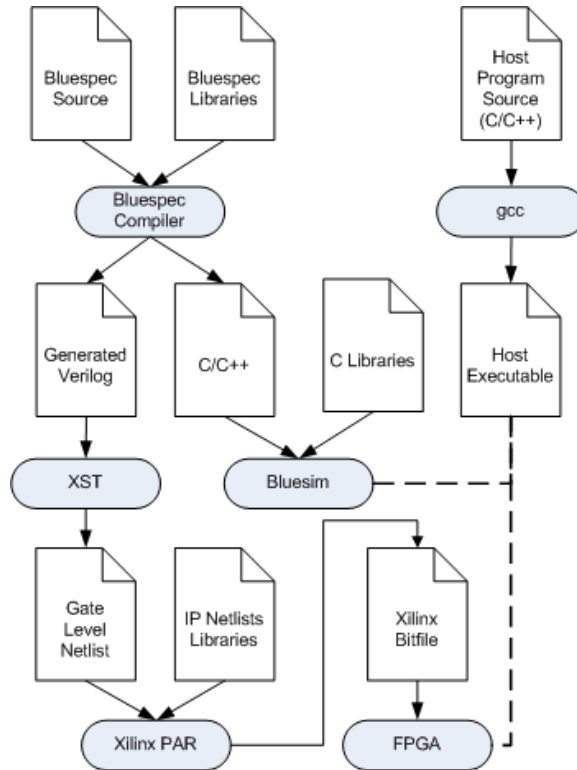 Bluespec
Source
Bluespec
Libraries
Host
Program
Source
(C/C++)
Bluespec
Compiler
gcc
Generated
Verilog
C/C++
C Libraries
Host
Executable
XST
Bluesim
Gate
Level
Netlist
IP Netlists
Libraries
Xilinx
Bitfile
Xilinx PAR
FPGA